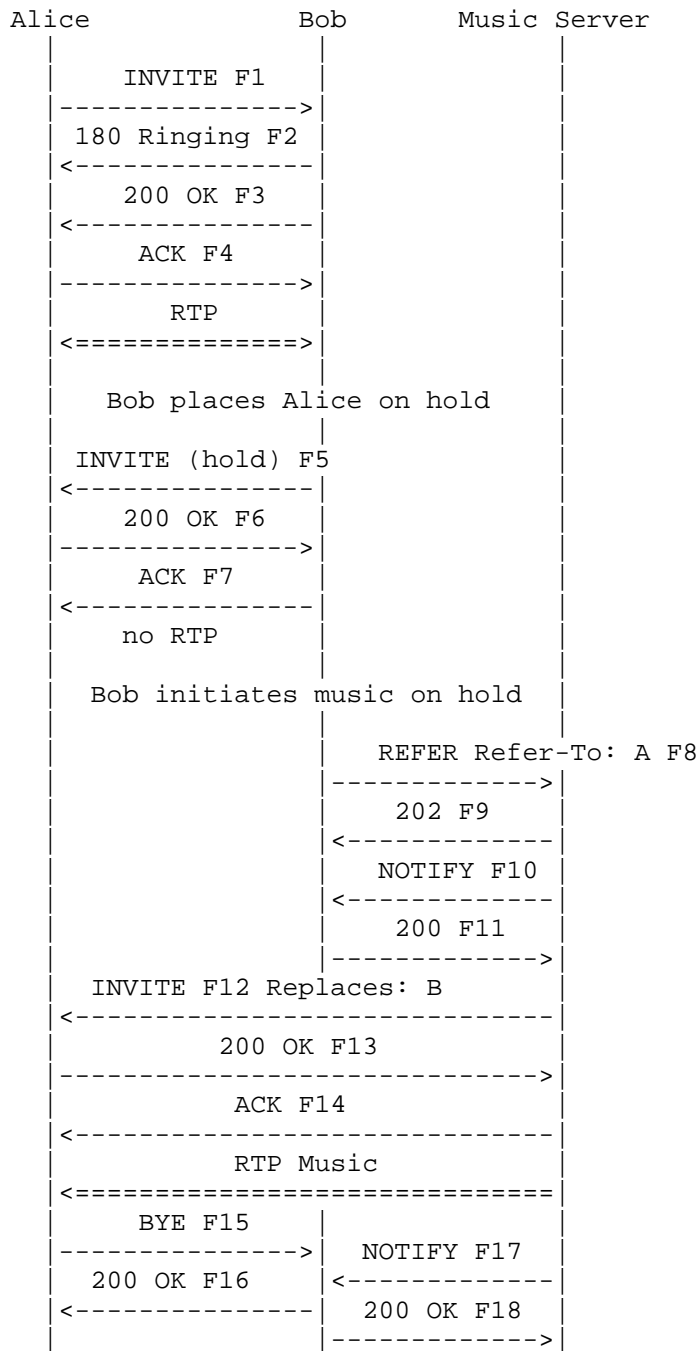 Alice Bob Music Server
INVITE F1
180 Ringing F2
200 OK F3
ACK F4
RTP
Bob places Alice on hold
INVITE (hold) F5
200 OK F6
ACK F7
no RTP
Bob initiates music on hold
REFER Refer-To: A F8
202 F9
NOTIFY F10
200 F11
INVITE F12 Replaces: B
200 OK F13
ACK F14
RTP Music
BYE F15
NOTIFY F17
200 OK F16
200 OK F18